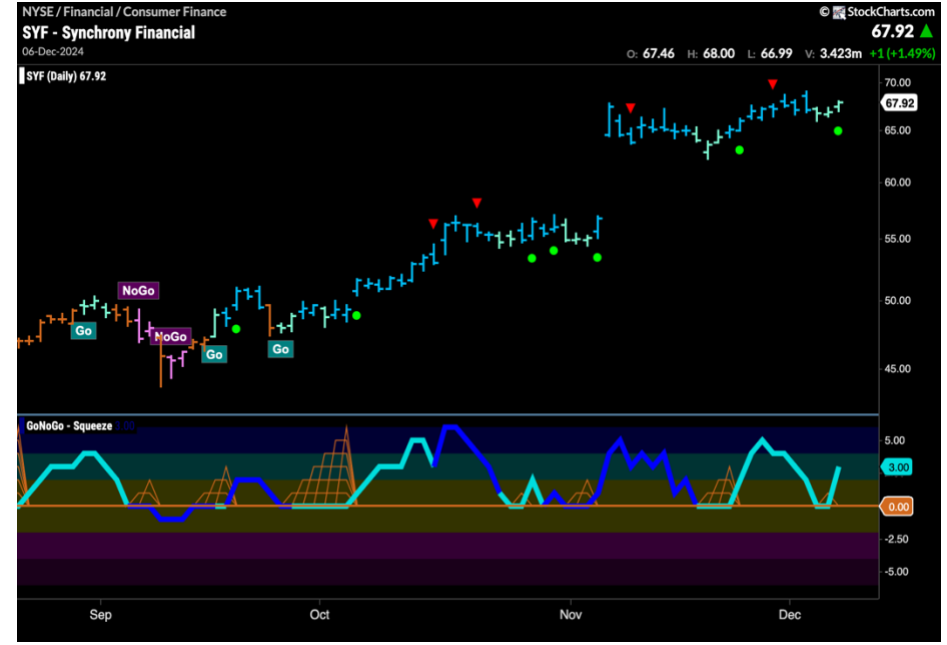 NYSE / Financial / Consumer Finance
© StockCharts.com
SYF - Synchrony Financial
67.92
06-Dec-2024
O: 67.46 H: 68.00 L: 66.99 V: 3.423m +1 (+1.49%)
SYF (Daily) 67.92
70.00
67.92
65.00
60.00
55.00
50.00
45.00
NoGo
Go
NoGo
Go
Go
GoNoGo - Squeeze 3.00
5.00
3.00
0.00
-2.50
-5.00
Sep Oct Nov Dec